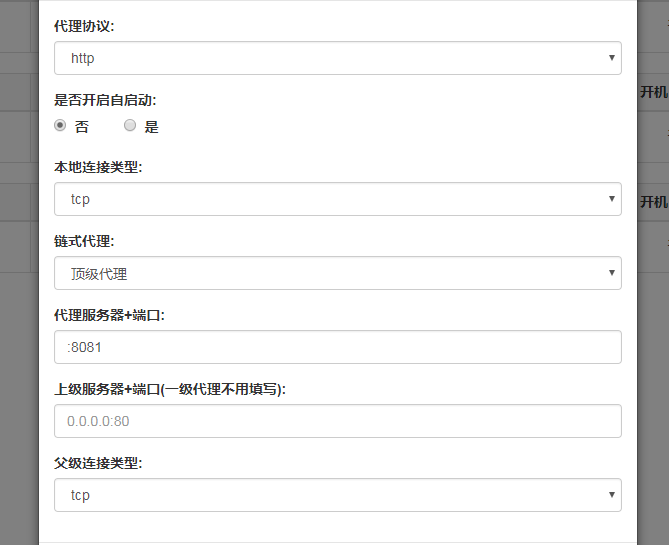 代理协议:
http
开机
是否开启自启动:
否 是
本地连接类型:
tcp
开机
链式代理:
顶级代理
代理服务器+端口:
:8081
上级服务器+端口(一级代理不用填写):
0.0.0.0:80
父级连接类型:
tcp